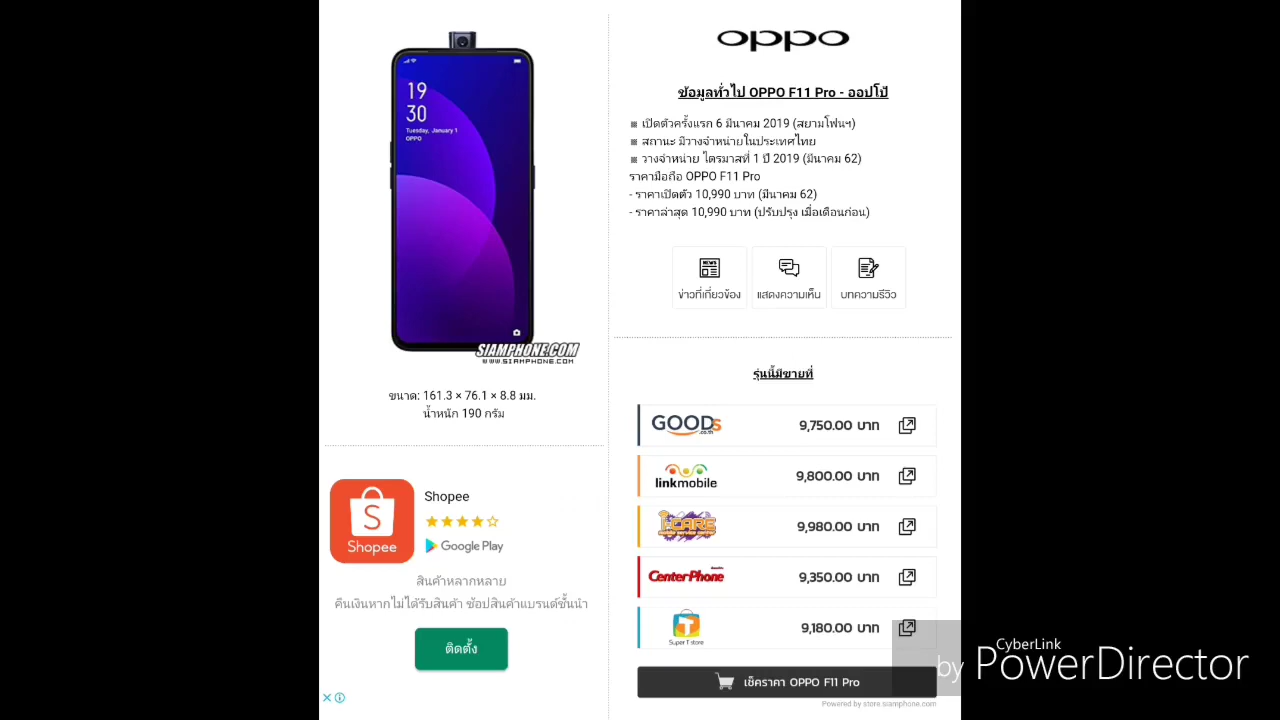 19
30
Tuesday, January 1
OPPO
SIAMPHONE.COM
WWW.SIAMPHONE.COM
ขนาด: 161.3 × 76.1 × 8.8 มม.
น้ำหนัก 190 กรัม
Shopee
Shopee
Google Play
สินค้าหลากหลาย
คืนเงินหากไม่ได้รับสินค้า ช้อปสินค้าแบรนด์ชั้นนำ
ติดตั้ง
oppo
ข้อมูลทั่วไป OPPO F11 Pro - ออปโป้
เปิดตัวครั้งแรก 6 มีนาคม 2019 (สยามโฟนฯ)
สถานะ มีวางจำหน่ายในประเทศไทย
วางจำหน่าย ไตรมาสที่ 1 ปี 2019 (มีนาคม 62)
ราคามือถือ OPPO F11 Pro
- ราคาเปิดตัว 10,990 บาท (มีนาคม 62)
- ราคาล่าสุด 10,990 บาท (ปรับปรุง เมื่อเดือนก่อน)
NEWS
ข่าวที่เกี่ยวข้อง แสดงความเห็น บทความรีวิว
รุ่นนี้มีขายที่
GOODs .co.th 9,750.00 บาท
linkmobile 9,800.00 บาท
i-CARE mobile service center 9,980.00 บาท
CenterPhone 9,350.00 บาท
Super T store 9,180.00 บาท
เช็คราคา OPPO F11 Pro
Powered by store.siamphone.com
CyberLink
by PowerDirector